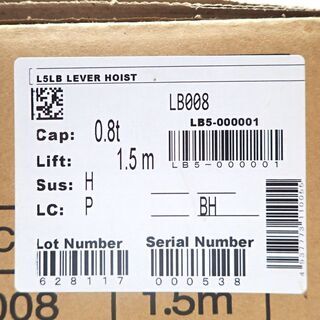 L5LB LEVER HOIST
LB008
Cap: 0.8t
LB5-000001
Lift: 1.5m
LB5-000001
Sus: H
LC: P BH
Lot Number Serial Number
628117 000538
008 1.5m